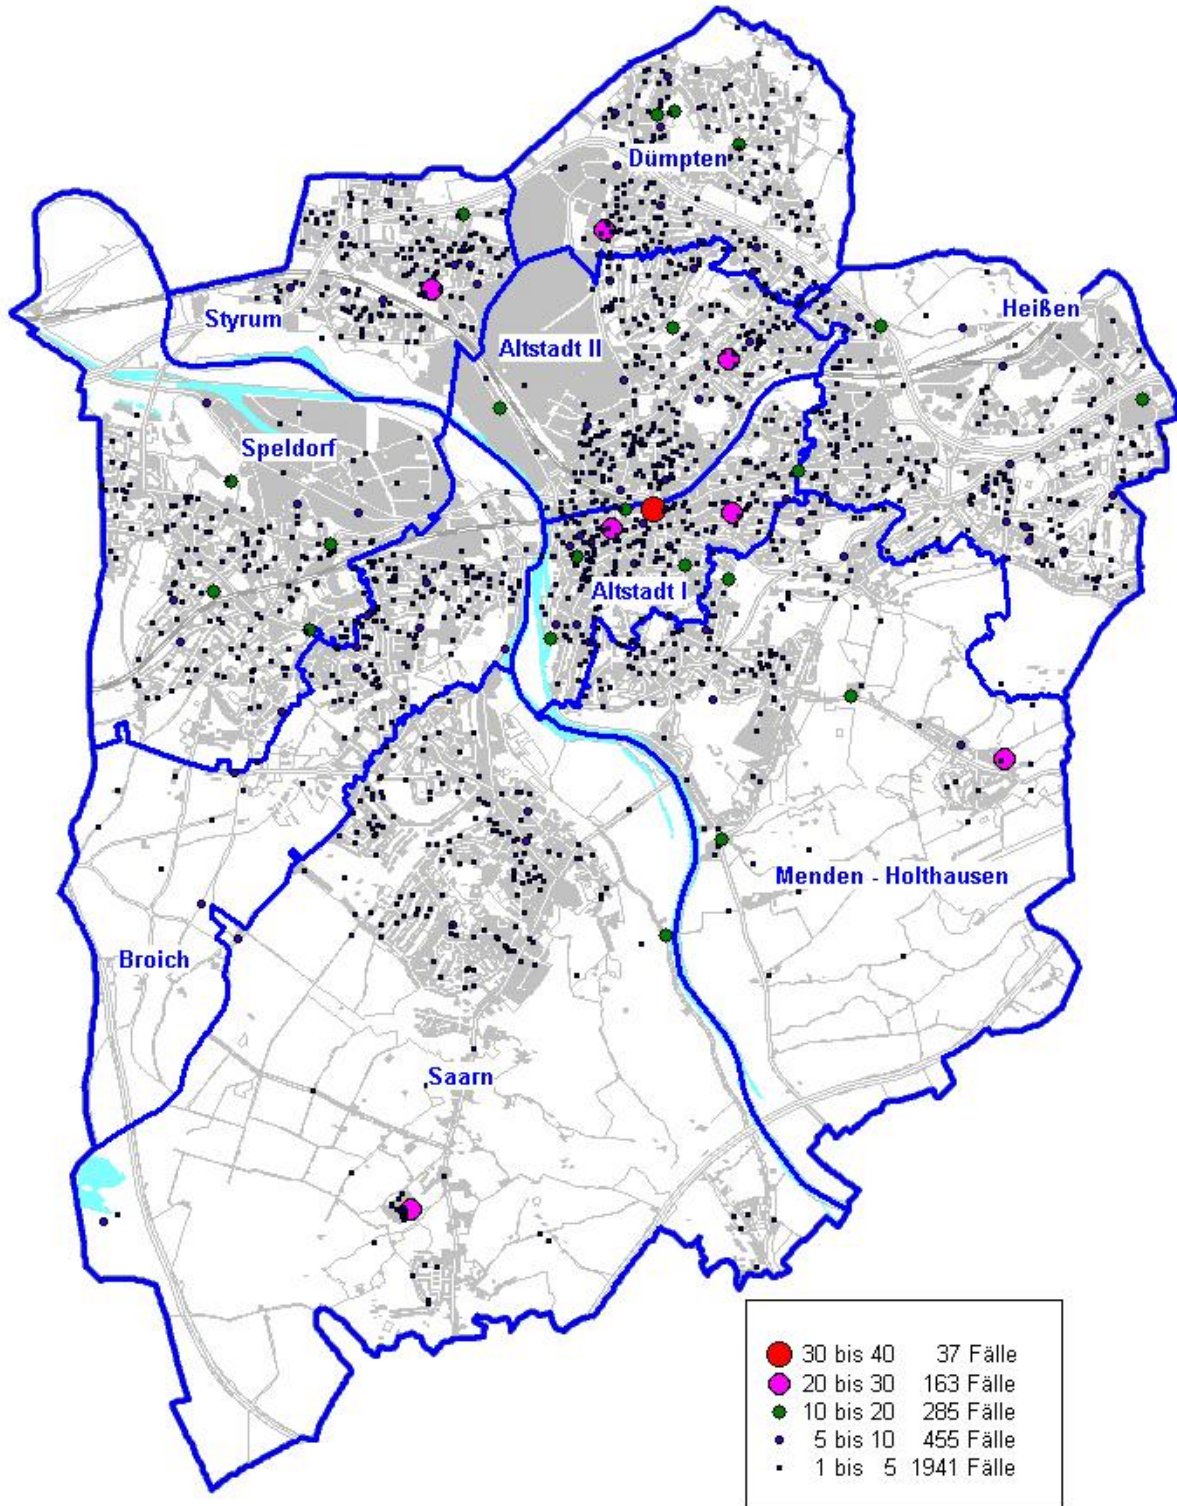 Dümpten
Heißen
Styrum
Altstadt II
Speldorf
Altstadt I
Menden - Holthausen
Broich
Saarn
30 bis 40 37 Fälle
20 bis 30 163 Fälle
10 bis 20 285 Fälle
5 bis 10 455 Fälle
1 bis 5 1941 Fälle